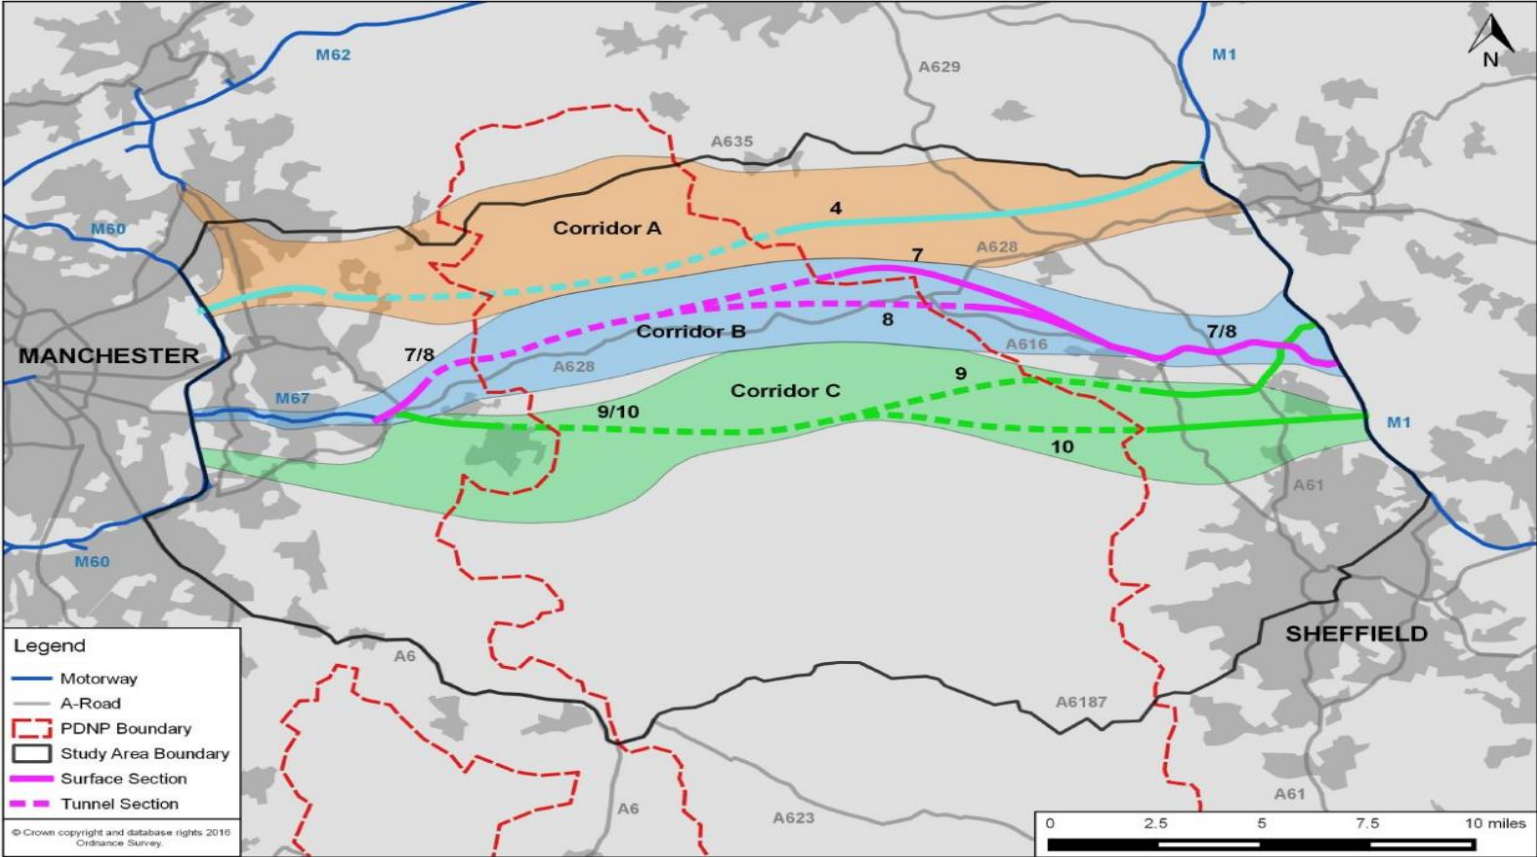 M62
A629
M1
N
A635
M60
Corridor A
4
A628
7
MANCHESTER
7/8
Corridor B
8
7/8
A628
A616
M67
9/10
Corridor C
9
10
M1
A61
M60
SHEFFIELD
A6
A6187
A6
A623
A61
Legend
Motorway
A-Road
PDNP Boundary
Study Area Boundary
Surface Section
Tunnel Section
© Crown copyright and database rights 2016
Ordnance Survey.
0 2.5 5 7.5 10 miles